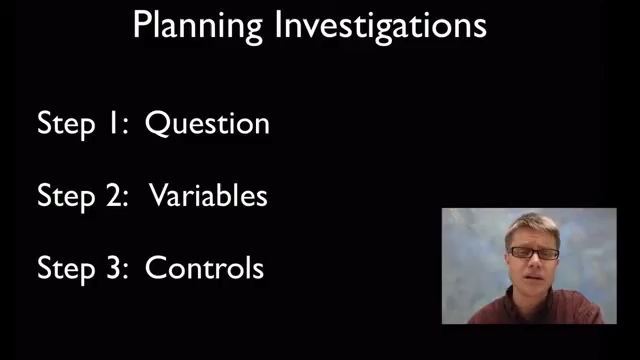 Planning Investigations
Step 1: Question
Step 2: Variables
Step 3: Controls